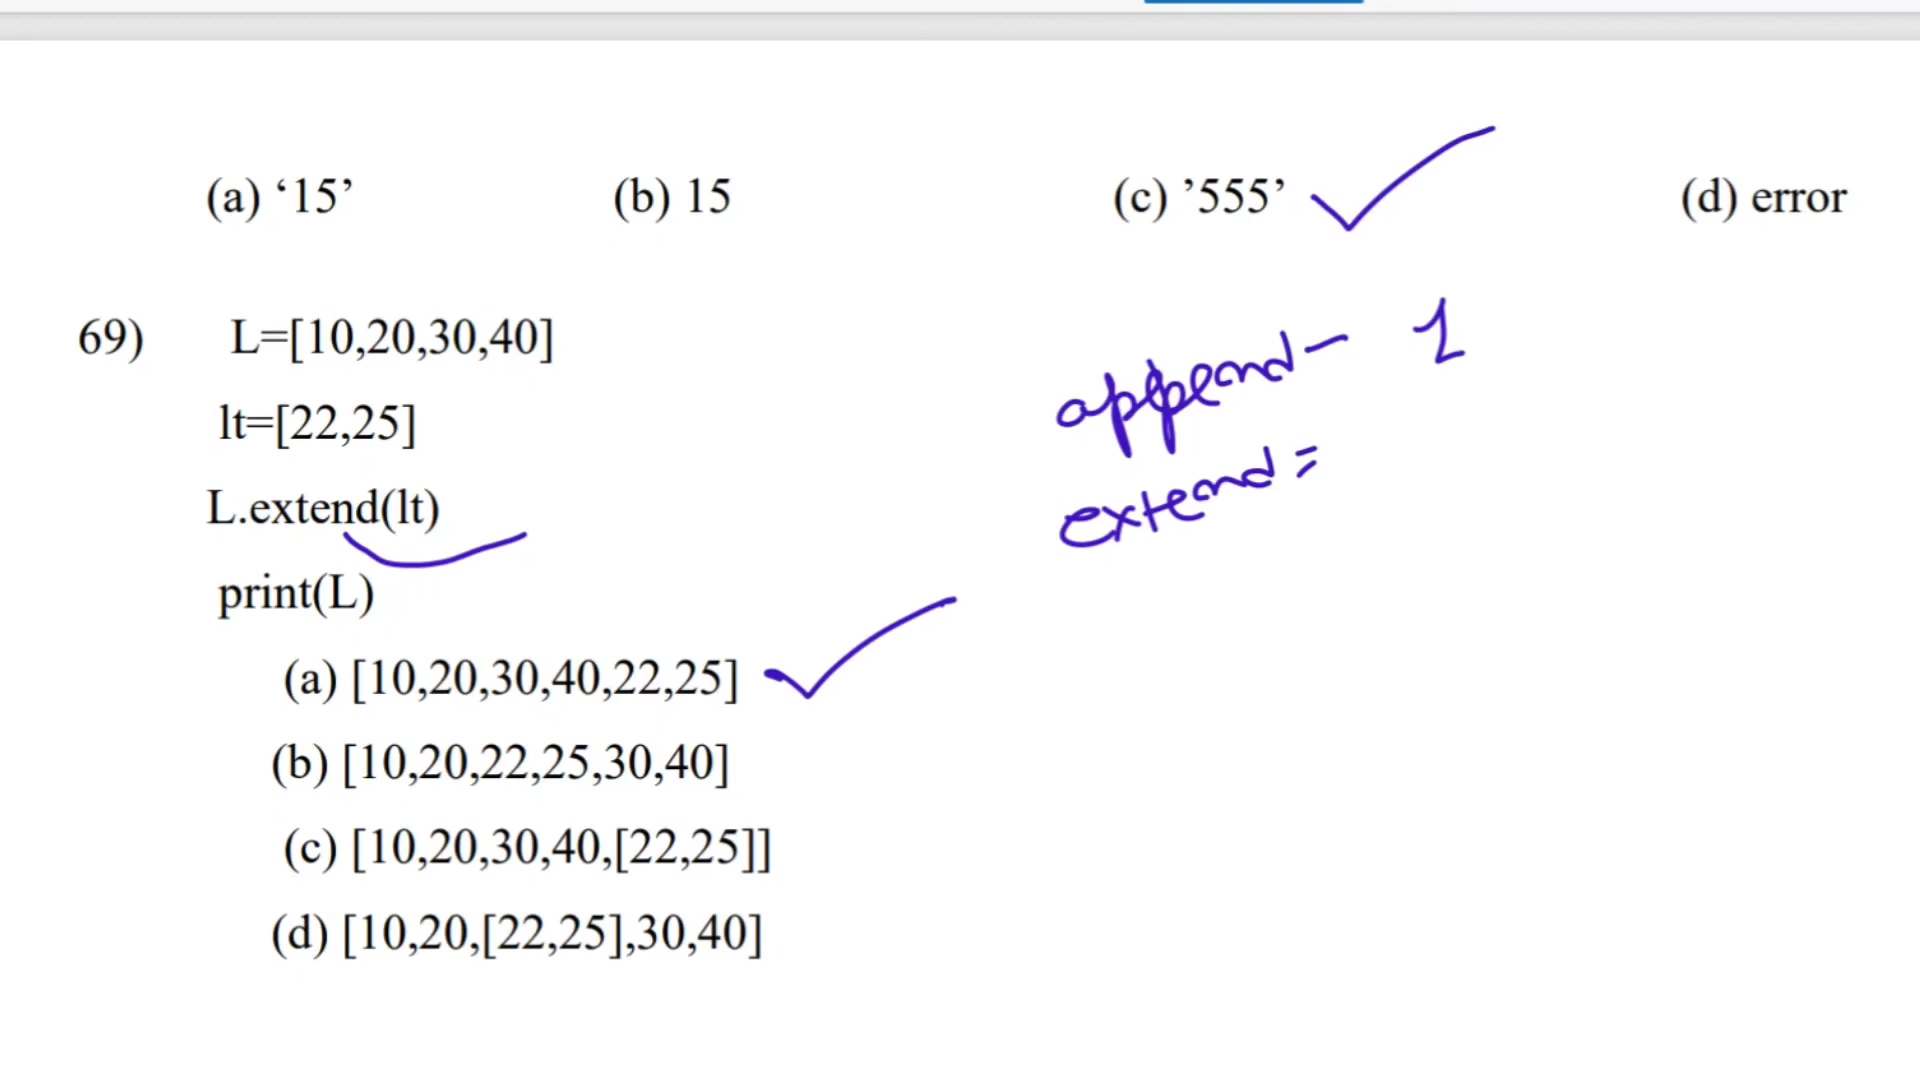 (a) ‘15’ (b) 15 (c) ’555’ (d) error
69) L=[10,20,30,40]
append- 1
lt=[22,25]
L.extend(lt)
extend=
print(L)
(a) [10,20,30,40,22,25]
(b) [10,20,22,25,30,40]
(c) [10,20,30,40,[22,25]]
(d) [10,20,[22,25],30,40]